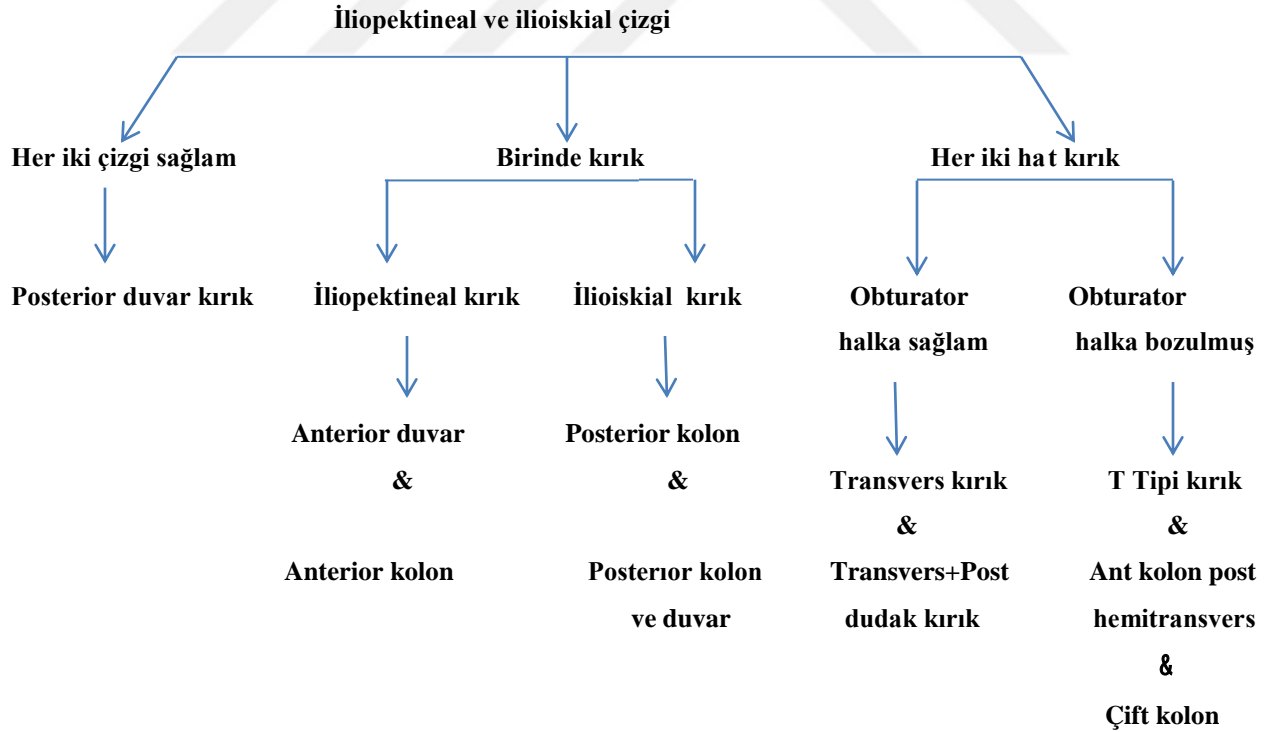 İliopektineal ve ilioiskial çizgi
Her iki çizgi sağlam
Birinde kırık
Her iki hat kırık
Posterior duvar kırık
İliopektineal kırık
İlioiskial kırık
Obturator
halka sağlam
Obturator
halka bozulmuş
Anterior duvar
&
Anterior kolon
Posterior kolon
&
Posterıor kolon
ve duvar
Transvers kırık
&
Transvers+Post
dudak kırık
T Tipi kırık
&
Ant kolon post
hemitransvers
&
Çift kolon